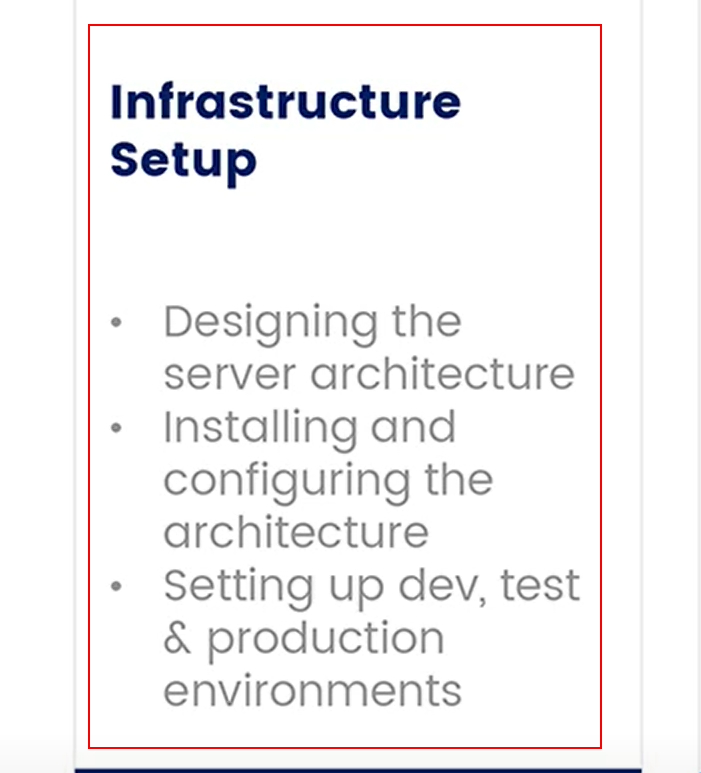 Infrastructure
Setup
• Designing the
server architecture
• Installing and
configuring the
architecture
• Setting up dev, test
& production
environments